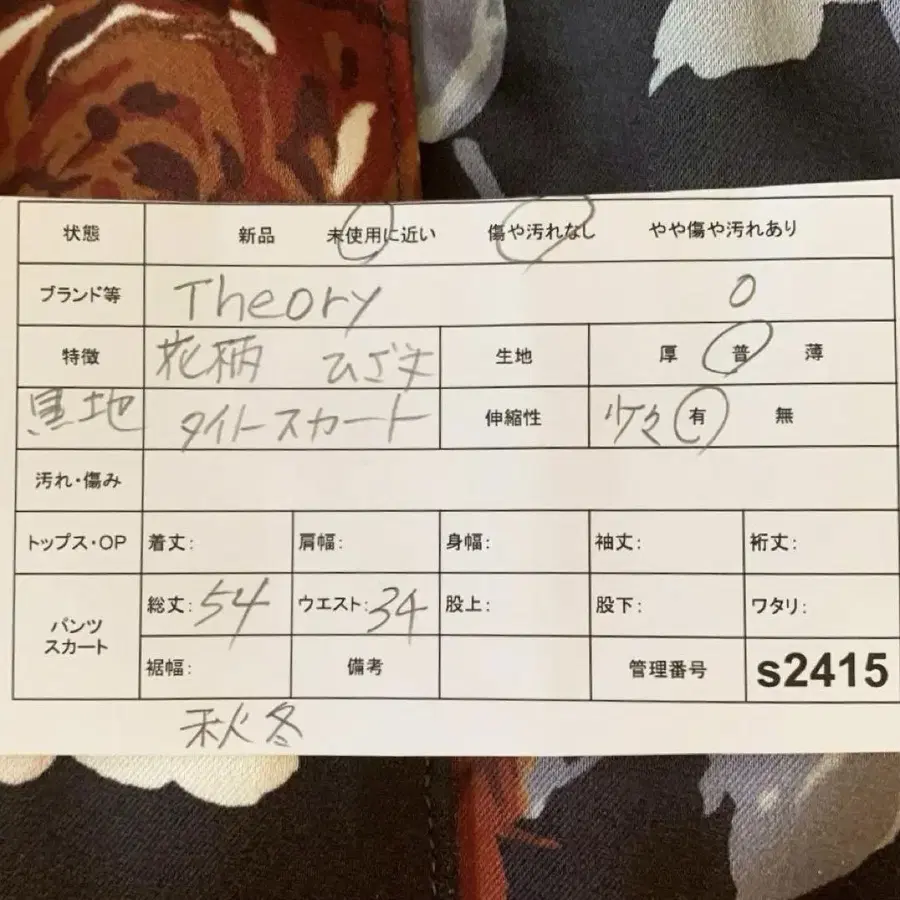 状態 新品 未使用に近い 傷や汚れなし やや傷や汚れあり
ブランド等 Theory 0
特徴 花柄 ひざ丈 生地 厚 普 薄
黒地 タイトスカート 伸縮性 少々 有 無
汚れ・傷み
トップス・OP 着丈: 肩幅: 身幅: 袖丈: 裄丈:
パンツ スカート 総丈:54 ウエスト:34 股上: 股下: ワタリ:
裾幅: 備考 管理番号 s2415
秋冬